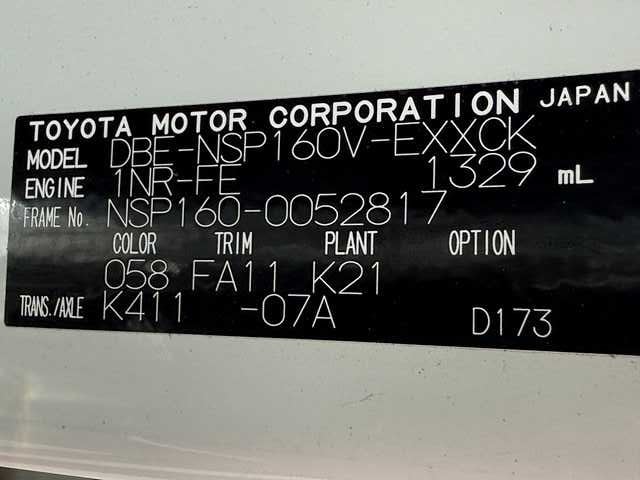 TOYOTA MOTOR CORPORATION JAPAN
MODEL DBE-NSP160V-EXXCK
ENGINE 1NR-FE 1329 mL
FRAME No. NSP160-0052817
COLOR TRIM PLANT OPTION
058 FA11 K21
TRANS./AXLE K411 -07A D173